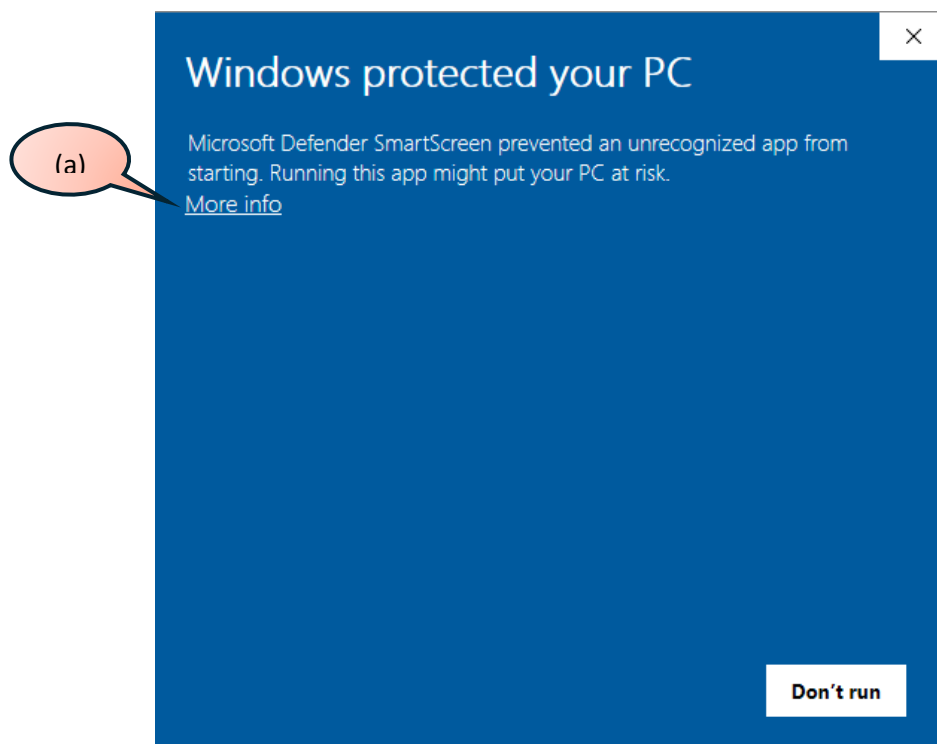 Windows protected your PC
(a)
Microsoft Defender SmartScreen prevented an unrecognized app from
starting. Running this app might put your PC at risk.
More info
Don't run